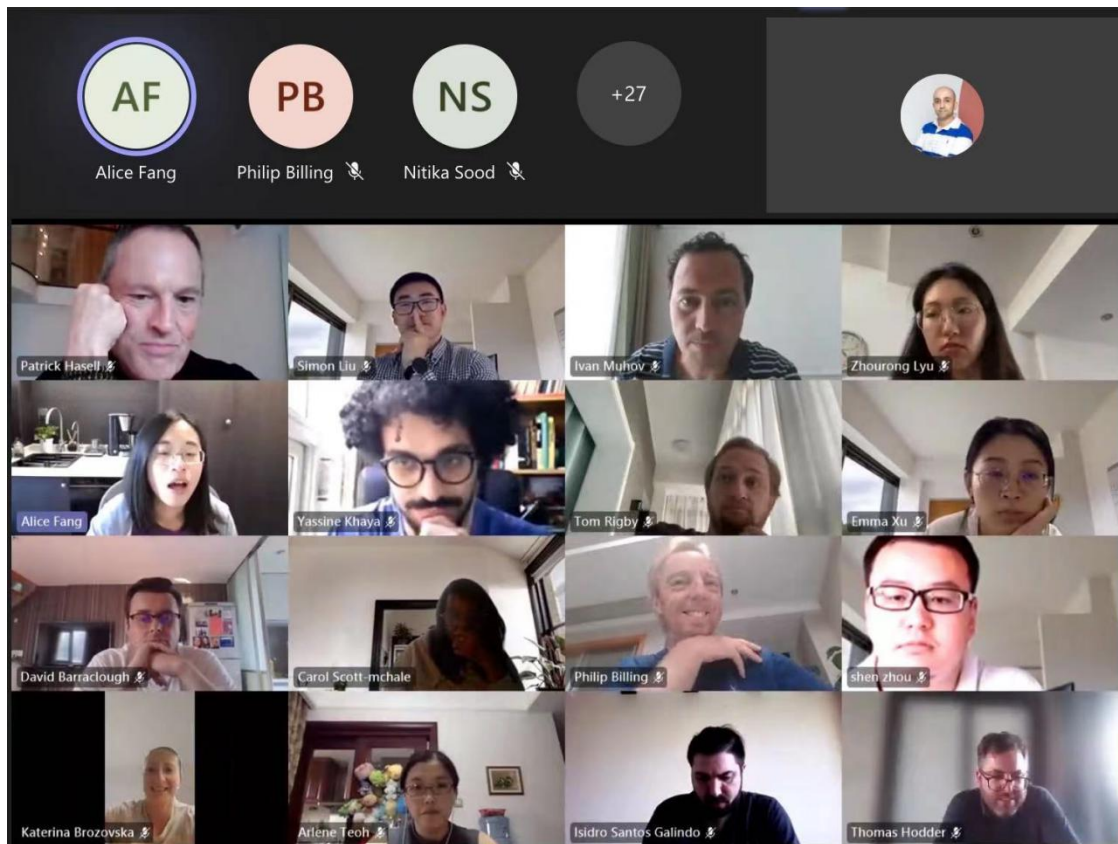 AF
PB
NS
+27
Alice Fang
Philip Billing
Nitika Sood
Patrick Hasell
Simon Liu
Ivan Muhov
Zhourong Lyu
Alice Fang
Yassine Khaya
Tom Rigby
Emma Xu
David Barraclough
Carol Scott-mchale
Philip Billing
shen zhou
Katerina Brozovska
Arlene Teoh
Isidro Santos Galindo
Thomas Hodder